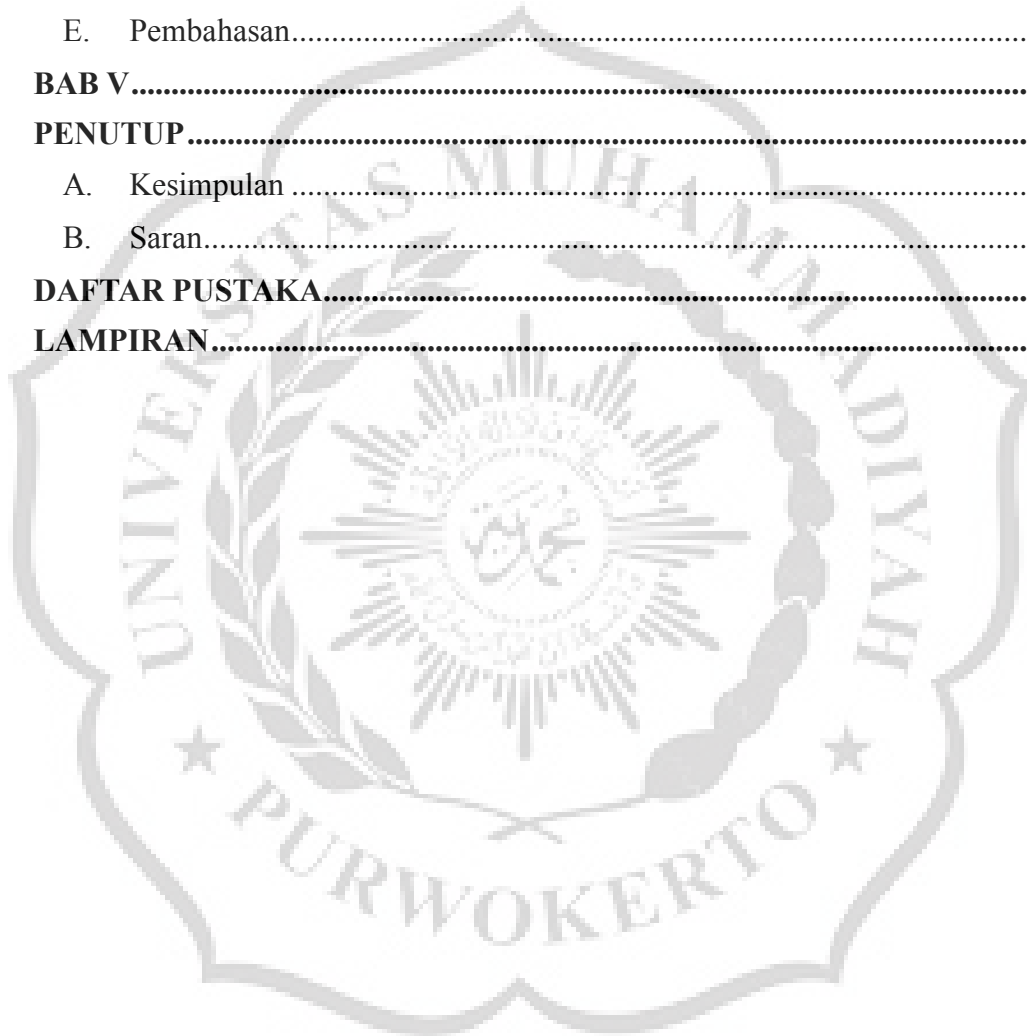 E. Pembahasan
BAB V
PENUTUP
A. Kesimpulan
B. Saran
DAFTAR PUSTAKA
LAMPIRAN
UNIVERSITAS MUHAMMADIYAH
PURWOKERTO